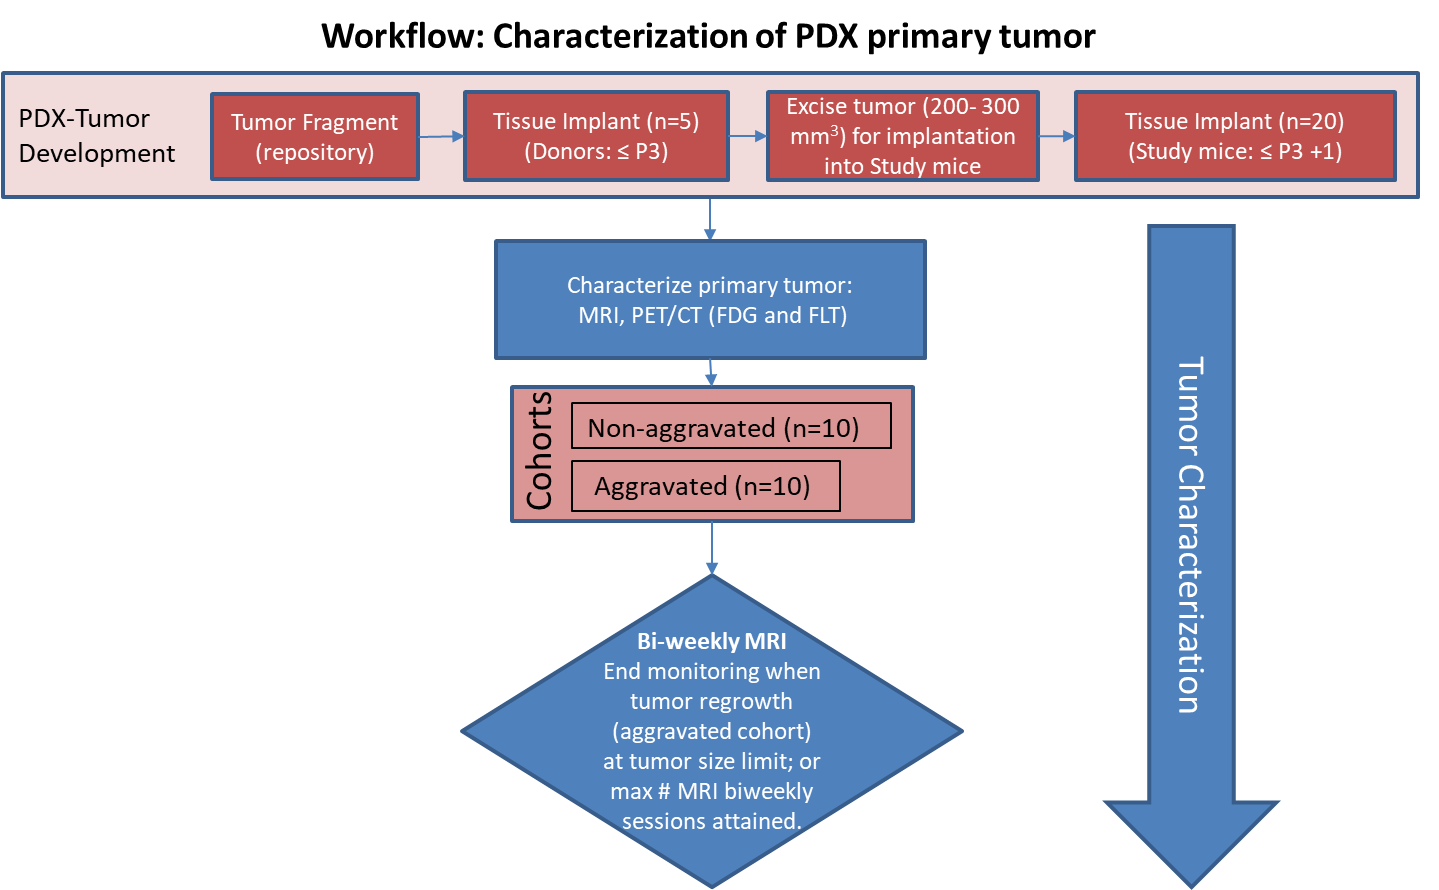 Workflow: Characterization of PDX primary tumor
PDX-Tumor
Development
Tumor Fragment
(repository)
Tissue Implant (n=5)
(Donors: ≤ P3)
Excise tumor (200- 300
mm³) for implantation
into Study mice
Tissue Implant (n=20)
(Study mice: ≤ P3 +1)
Characterize primary tumor:
MRI, PET/CT (FDG and FLT)
Cohorts
Non-aggravated (n=10)
Aggravated (n=10)
Bi-weekly MRI
End monitoring when
tumor regrowth
(aggravated cohort)
at tumor size limit; or
max # MRI biweekly
sessions attained.
Tumor Characterization